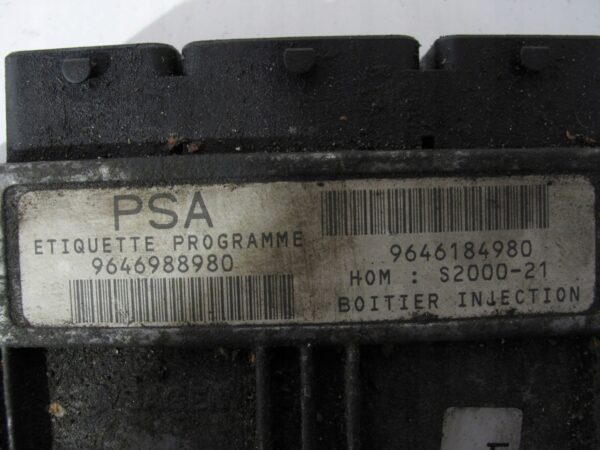 PSA
ETIQUETTE PROGRAMME
9646988980
9646184980
HOM : S2000-21
BOITIER INJECTION